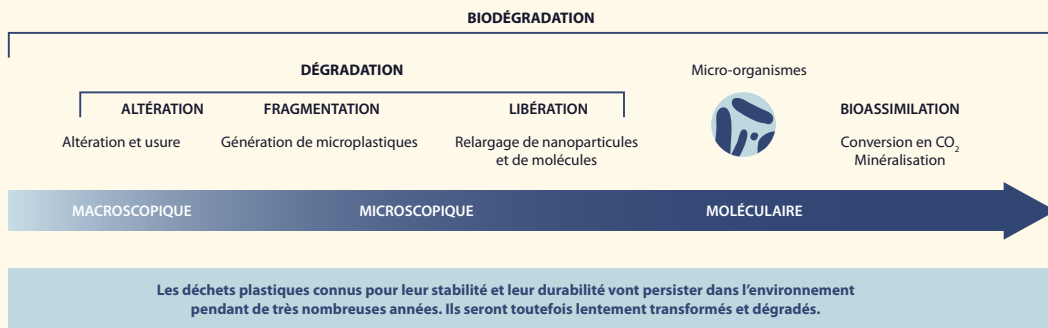 BIODÉGRADATION
DÉGRADATION
Micro-organismes
ALTÉRATION
FRAGMENTATION
LIBÉRATION
BIOASSIMILATION
Altération et usure
Génération de microplastiques
Relargage de nanoparticules
et de molécules
Conversion en CO₂
Minéralisation
MACROSCOPIQUE
MICROSCOPIQUE
MOLÉCULAIRE
Les déchets plastiques connus pour leur stabilité et leur durabilité vont persister dans l’environnement
pendant de très nombreuses années. Ils seront toutefois lentement transformés et dégradés.